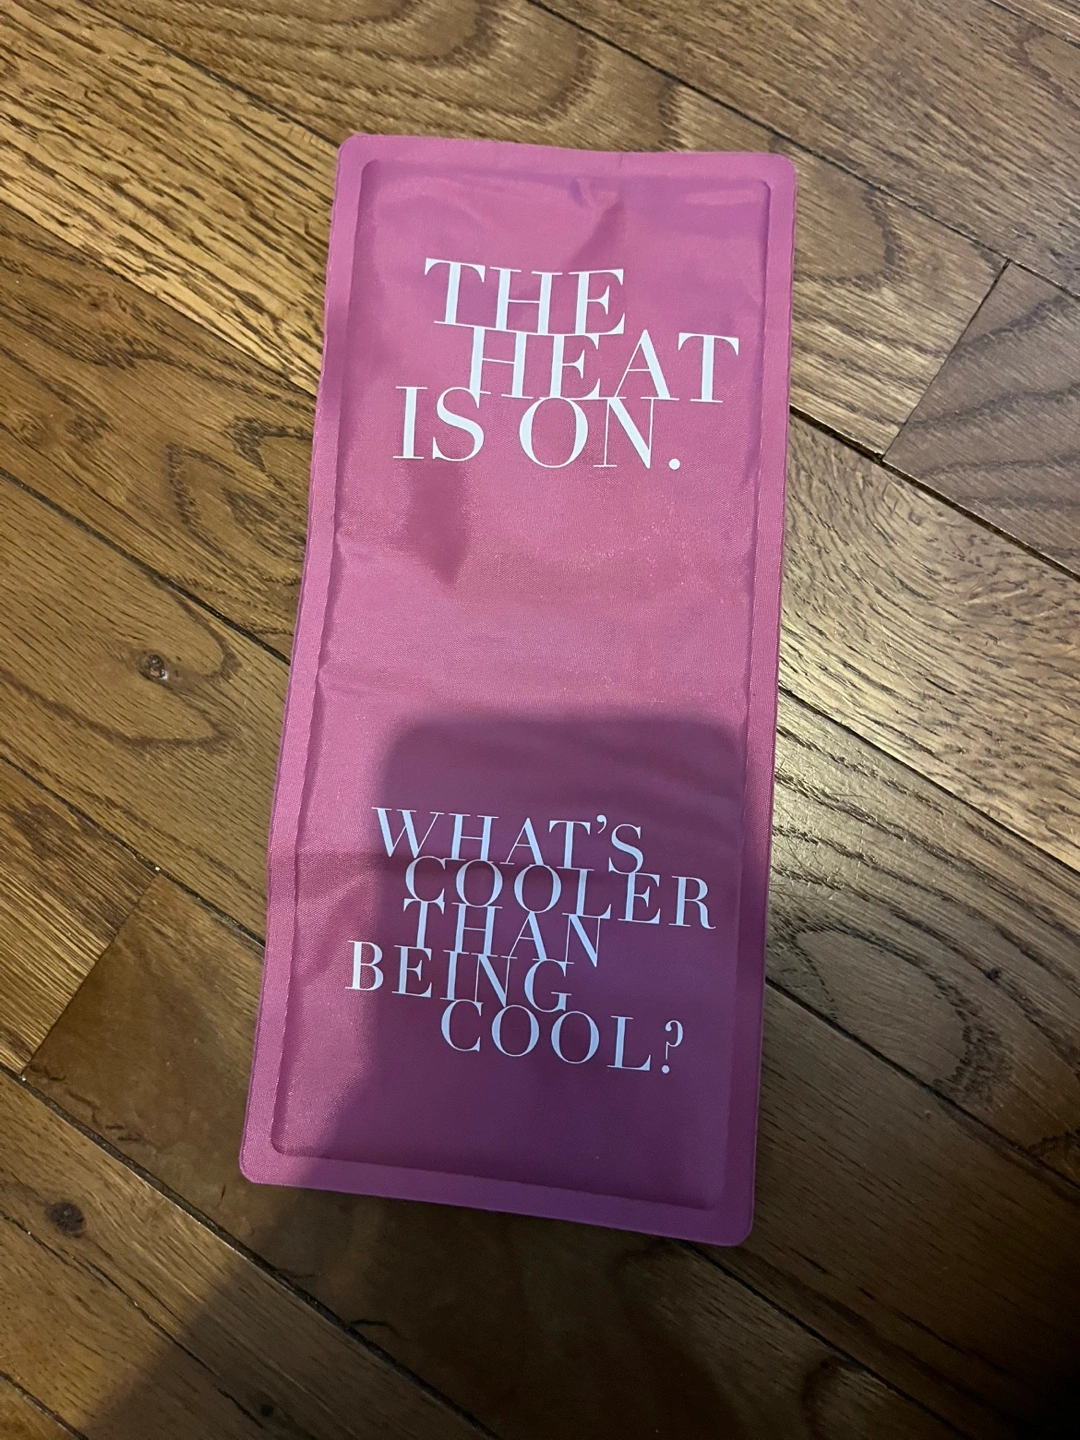 THE
HEAT
IS ON.
WHAT'S
COOLER
THAN
BEING
COOL?